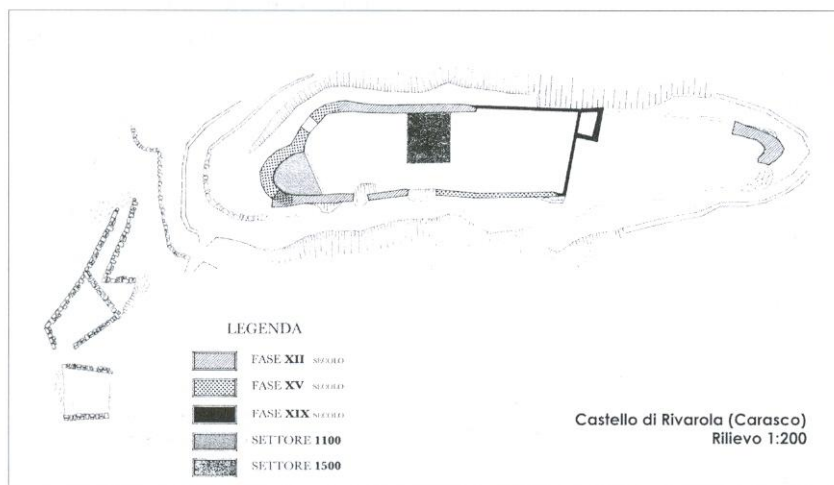 LEGENDA
FASE XII SECOLO
FASE XV SECOLO
FASE XIX SECOLO
SETTORE 1100
SETTORE 1500
Castello di Rivarola (Carasco)
Rilievo 1:200